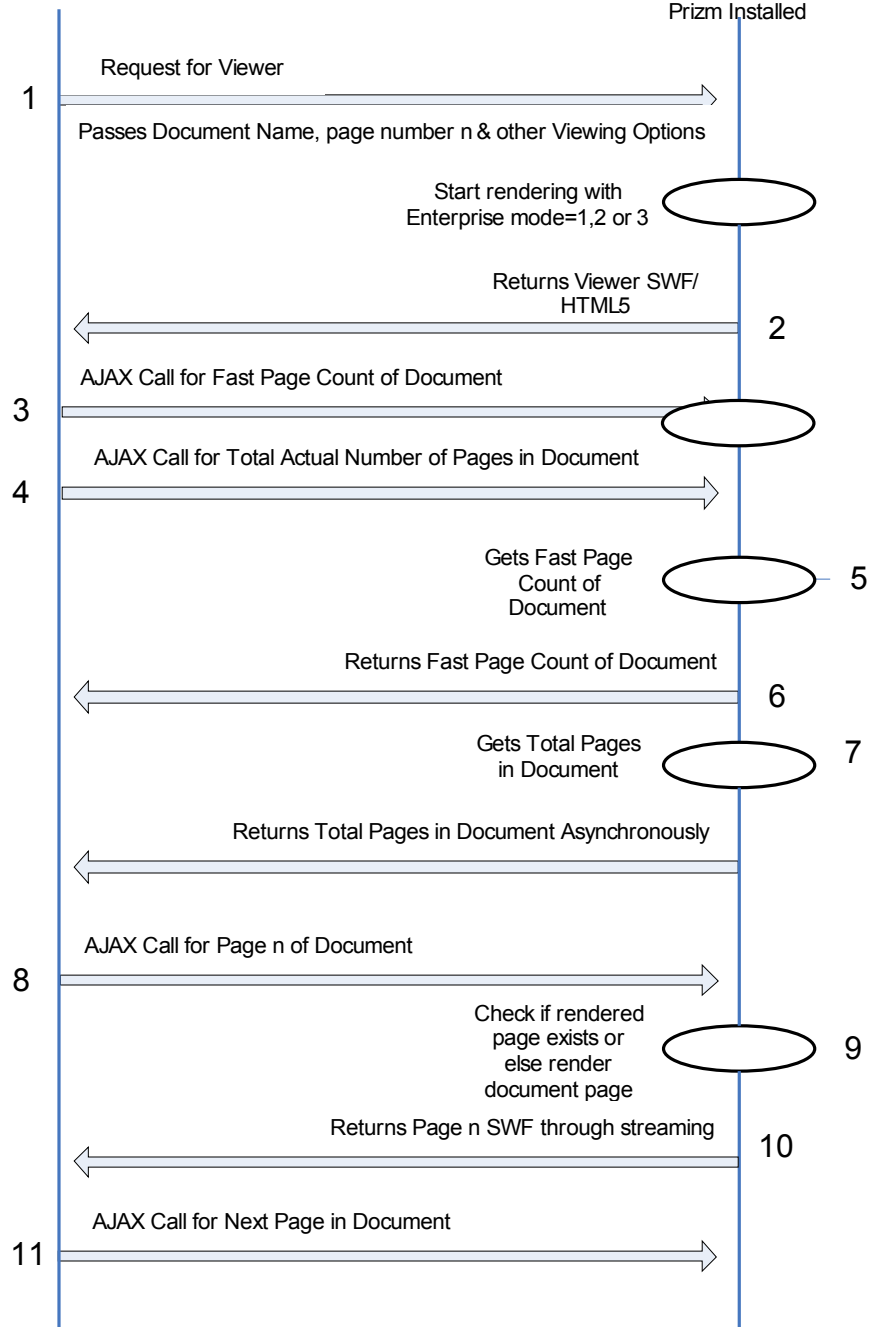 Prizm Installed
Request for Viewer
1
Passes Document Name, page number n & other Viewing Options
Start rendering with
Enterprise mode=1,2 or 3
Returns Viewer SWF/
HTML5
2
AJAX Call for Fast Page Count of Document
3
AJAX Call for Total Actual Number of Pages in Document
4
Gets Fast Page
Count of
Document
5
Returns Fast Page Count of Document
6
Gets Total Pages
in Document
7
Returns Total Pages in Document Asynchronously
AJAX Call for Page n of Document
8
Check if rendered
page exists or
else render
document page
9
Returns Page n SWF through streaming
10
AJAX Call for Next Page in Document
11